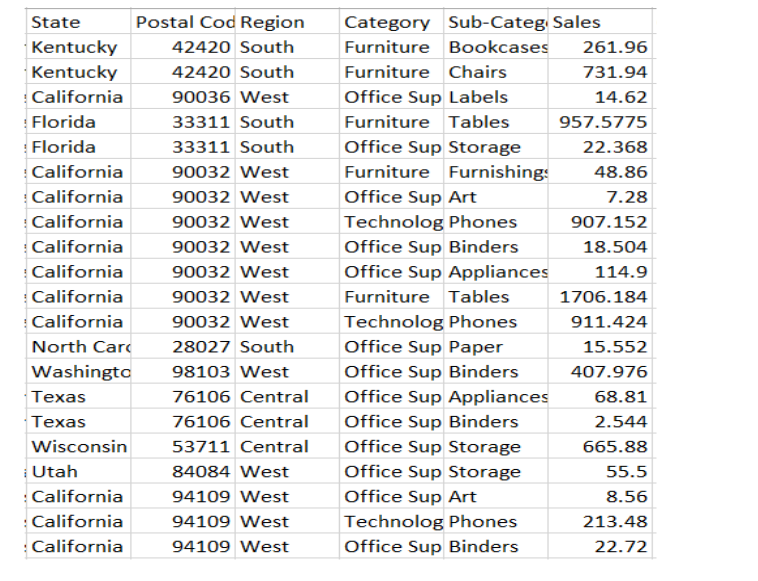 State Postal Cod Region Category Sub-Catego Sales
Kentucky 42420 South Furniture Bookcases 261.96
Kentucky 42420 South Furniture Chairs 731.94
California 90036 West Office Sup Labels 14.62
Florida 33311 South Furniture Tables 957.5775
Florida 33311 South Office Sup Storage 22.368
California 90032 West Furniture Furnishings 48.86
California 90032 West Office Sup Art 7.28
California 90032 West Technolog Phones 907.152
California 90032 West Office Sup Binders 18.504
California 90032 West Office Sup Appliances 114.9
California 90032 West Furniture Tables 1706.184
California 90032 West Technolog Phones 911.424
North Caro 28027 South Office Sup Paper 15.552
Washingto 98103 West Office Sup Binders 407.976
Texas 76106 Central Office Sup Appliances 68.81
Texas 76106 Central Office Sup Binders 2.544
Wisconsin 53711 Central Office Sup Storage 665.88
Utah 84084 West Office Sup Storage 55.5
California 94109 West Office Sup Art 8.56
California 94109 West Technolog Phones 213.48
California 94109 West Office Sup Binders 22.72